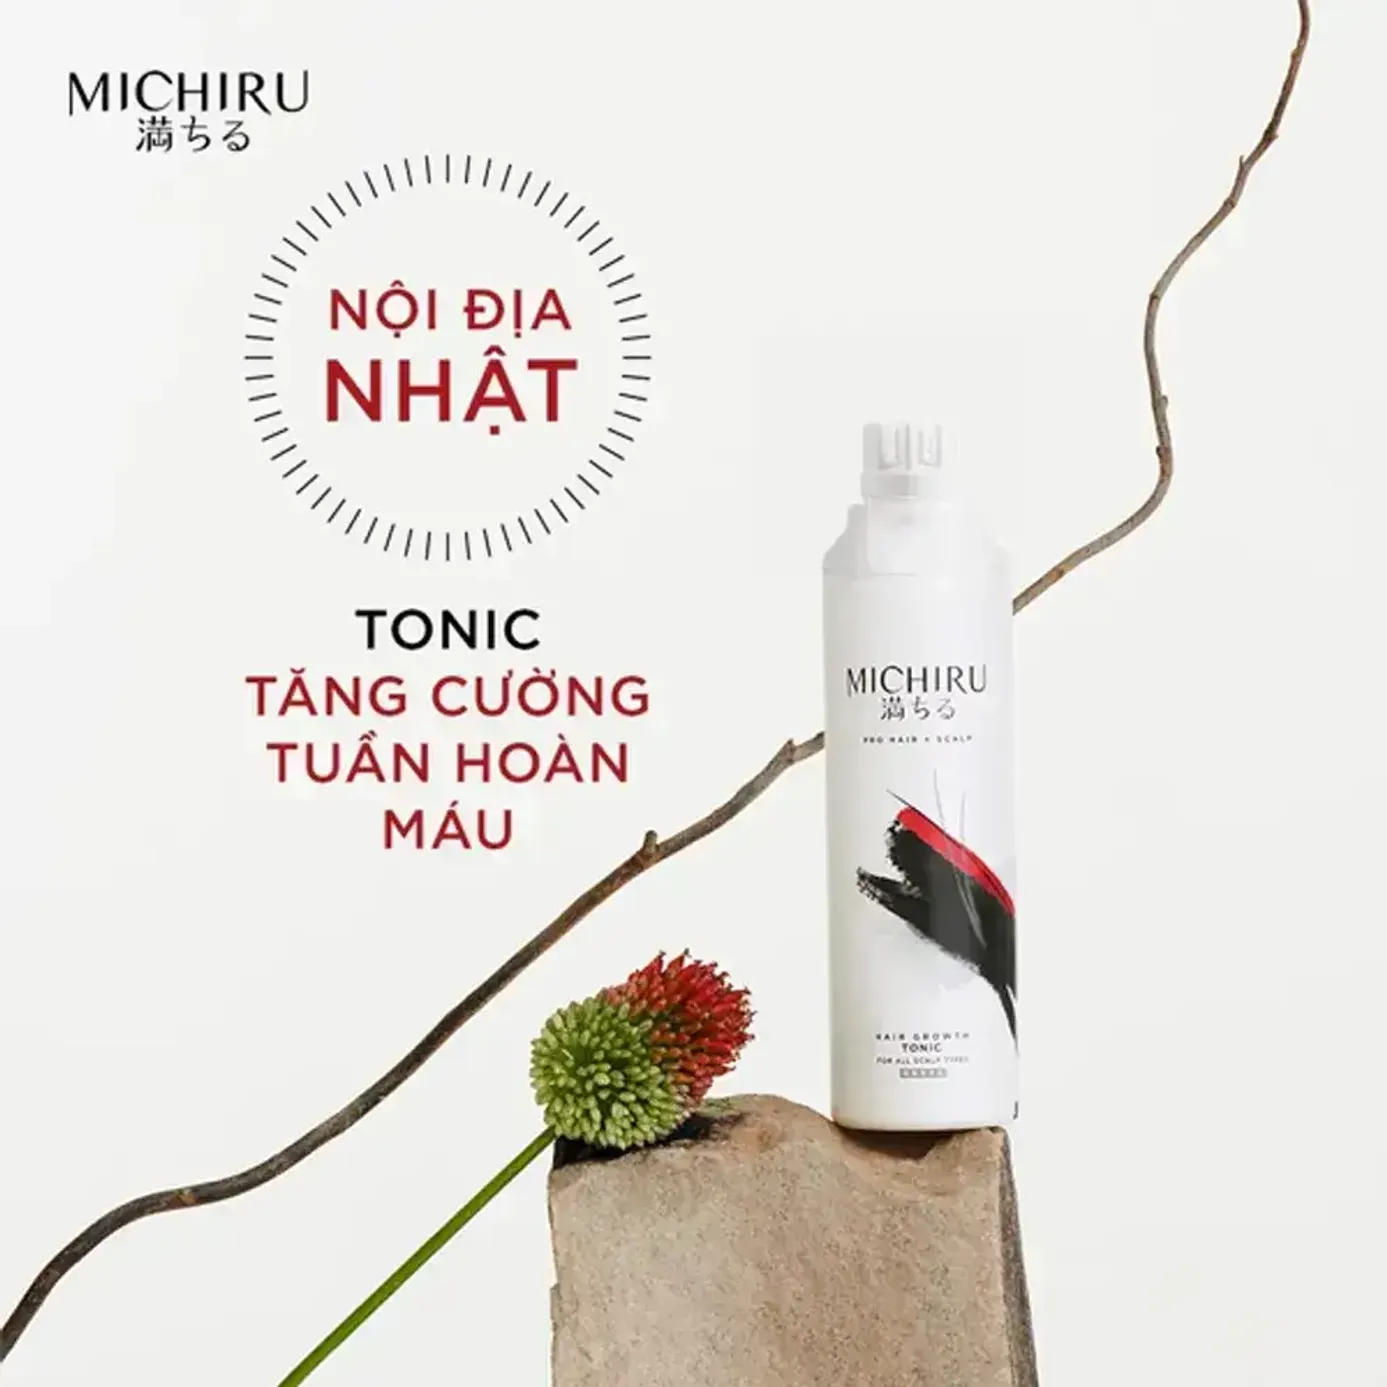 MICHIRU
満ちる
NỘI ĐỊA
NHẬT
TONIC
TĂNG CƯỜNG
TUẦN HOÀN
MÁU
MICHIRU
満ちる
PRO HAIR + SCALP
HAIR GROWTH
TONIC
FOR ALL SCALP TYPES